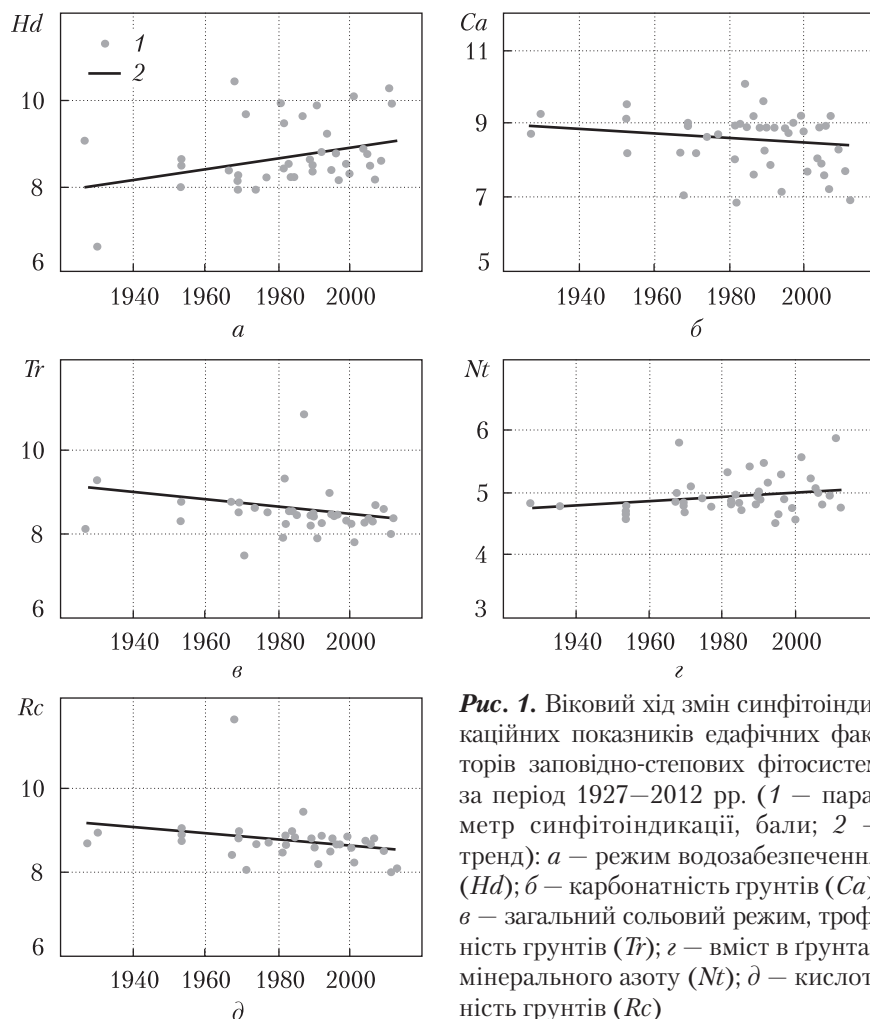 Hd
1
2
10
8
6
1940 1960 1980 2000
а
Ca
11
9
7
5
1940 1960 1980 2000
б
Tr
10
8
6
1940 1960 1980 2000
в
Nt
6
5
4
3
1940 1960 1980 2000
г
Rc
10
8
6
1940 1960 1980 2000
д
Рис. 1. Віковий хід змін синфітоінди
каційних показників едафічних фак
торів заповідно-степових фітосистем
за період 1927—2012 рр. (1 — пара
метр синфітоіндикації, бали; 2 —
тренд): а — режим водозабезпеченн
(Hd); б — карбонатність грунтів (Ca)
в — загальний сольовий режим, троф
ність грунтів (Tr); г — вміст в ґрунта
мінерального азоту (Nt); д — кислот
ність грунтів (Rc)